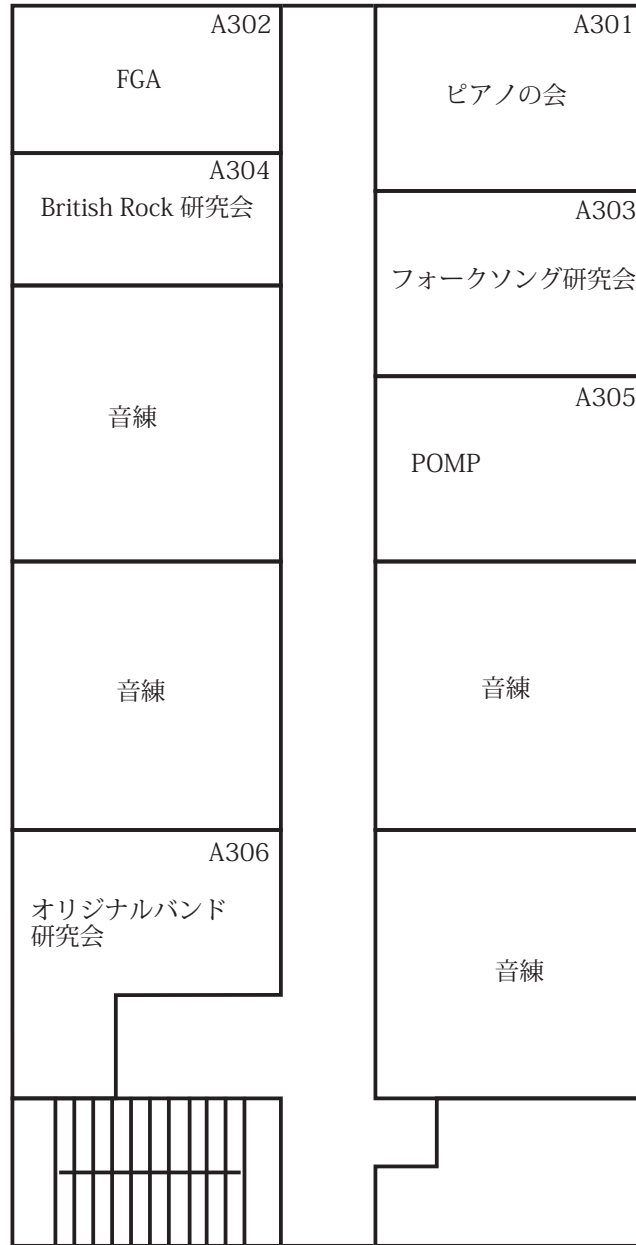 A302
FGA
A301
ピアノの会
A304
British Rock 研究会
A303
フォークソング研究会
音練
A305
POMP
音練
音練
A306
オリジナルバンド
研究会
音練